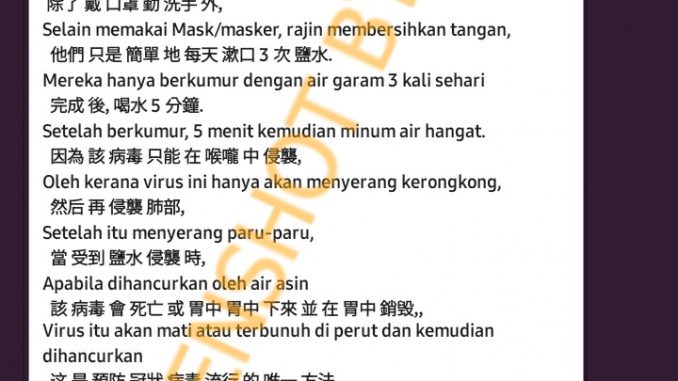 除了 戴 口罩 勤 洗手 外,
Selain memakai Mask/masker, rajin membersihkan tangan,
他們 只是 簡單 地 每天 漱口 3 次 鹽水.
Mereka hanya berkumur dengan air garam 3 kali sehari
完成 後, 喝水 5 分鐘.
Setelah berkumur, 5 menit kemudian minum air hangat.
因為 該 病毒 只能 在 喉嚨 中 侵襲,
Oleh kerana virus ini hanya akan menyerang kerongkong,
然后 再 侵襲 肺部,
Setelah itu menyerang paru-paru,
當 受到 鹽水 侵襲 時,
Apabila dihancurkan oleh air asin
該 病毒 會 死亡 或 胃中 胃中 下來 並 在 胃中 銷毀,,
Virus itu akan mati atau terbunuh di perut dan kemudian
dihancurkan
这 是 預防 冠狀 病毒 流行 的 唯一 方法
ENSHOT BY